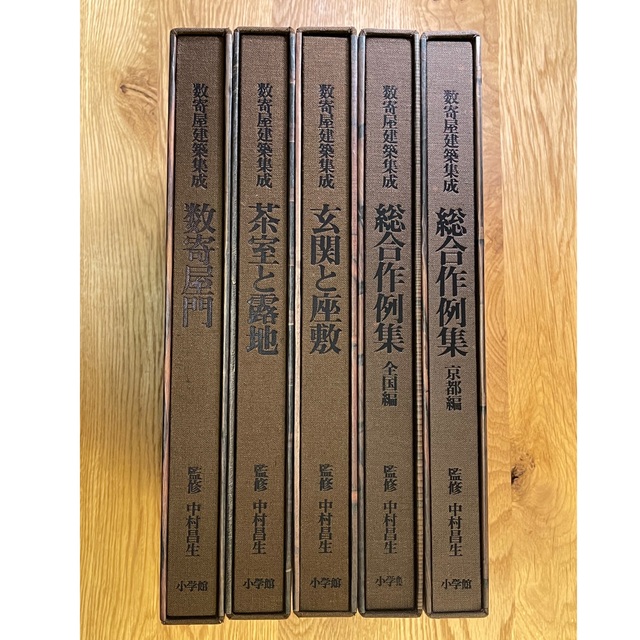 数寄屋建築集成
数寄屋門
監修 中村昌生
小学館
数寄屋建築集成
茶室と露地
監修 中村昌生
小学館
数寄屋建築集成
玄関と座敷
監修 中村昌生
小学館
数寄屋建築集成
総合作例集 全国編
監修 中村昌生
小学館
数寄屋建築集成
総合作例集 京都編
監修 中村昌生
小学館